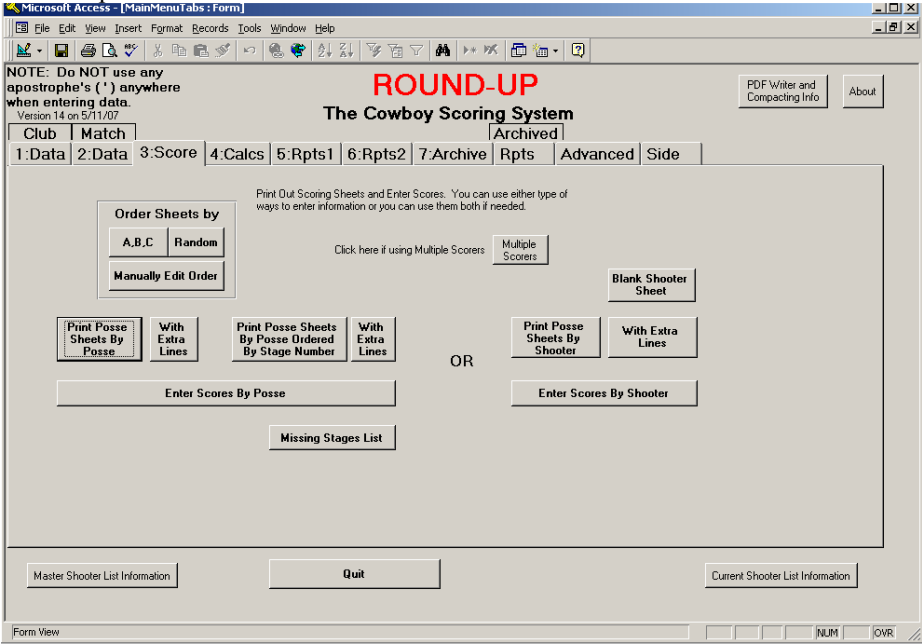 Microsoft Access - [MainMenuTabs : Form]
File Edit View Insert Format Records Tools Window Help
NOTE: Do NOT use any
apostrophe's ( ' ) anywhere
when entering data.
Version 14 on 5/11/07
ROUND-UP
The Cowboy Scoring System
PDF Writer and
Compacting Info
About
Club Match Archived
1:Data 2:Data 3:Score 4:Calcs 5:Rpts1 6:Rpts2 7:Archive Rpts Advanced Side
Print Out Scoring Sheets and Enter Scores. You can use either type of
ways to enter information or you can use them both if needed.
Order Sheets by
A,B,C Random
Manually Edit Order
Click here if using Multiple Scorers
Multiple
Scorers
Blank Shooter
Sheet
Print Posse
Sheets By
Posse
With
Extra
Lines
Print Posse Sheets
By Posse Ordered
By Stage Number
With
Extra
Lines
OR
Print Posse
Sheets By
Shooter
With Extra
Lines
Enter Scores By Posse
Enter Scores By Shooter
Missing Stages List
Master Shooter List Information
Quit
Current Shooter List Information
Form View
NUM
OVR